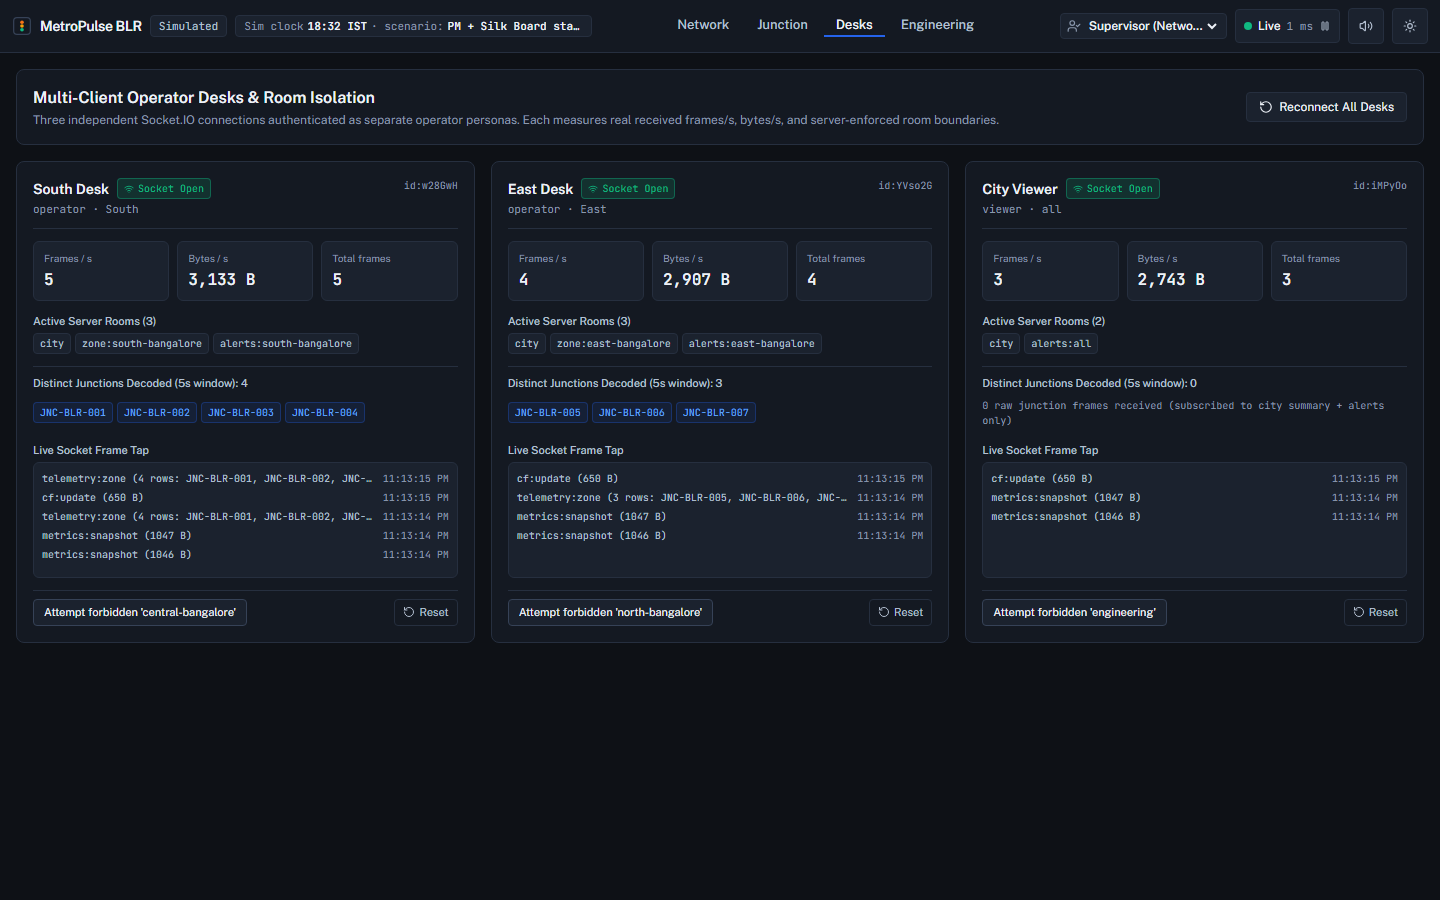 MetroPulse BLR Simulated Sim clock 18:32 IST · scenario: PM + Silk Board sta… Network Junction Desks Engineering Supervisor (Netwo... Live 1 ms
Multi-Client Operator Desks & Room Isolation
Three independent Socket.IO connections authenticated as separate operator personas. Each measures real received frames/s, bytes/s, and server-enforced room boundaries.
Reconnect All Desks
South Desk Socket Open id:w28GwH
operator · South
Frames / s Bytes / s Total frames
5 3,133 B 5
Active Server Rooms (3)
city zone:south-bangalore alerts:south-bangalore
Distinct Junctions Decoded (5s window): 4
JNC-BLR-001 JNC-BLR-002 JNC-BLR-003 JNC-BLR-004
Live Socket Frame Tap
telemetry:zone (4 rows: JNC-BLR-001, JNC-BLR-002, JNC-… 11:13:15 PM
cf:update (650 B) 11:13:15 PM
telemetry:zone (4 rows: JNC-BLR-001, JNC-BLR-002, JNC-… 11:13:14 PM
metrics:snapshot (1047 B) 11:13:14 PM
metrics:snapshot (1046 B) 11:13:14 PM
Attempt forbidden 'central-bangalore' Reset
East Desk Socket Open id:YVso2G
operator · East
Frames / s Bytes / s Total frames
4 2,907 B 4
Active Server Rooms (3)
city zone:east-bangalore alerts:east-bangalore
Distinct Junctions Decoded (5s window): 3
JNC-BLR-005 JNC-BLR-006 JNC-BLR-007
Live Socket Frame Tap
cf:update (650 B) 11:13:15 PM
telemetry:zone (3 rows: JNC-BLR-005, JNC-BLR-006, JNC-… 11:13:14 PM
metrics:snapshot (1047 B) 11:13:14 PM
metrics:snapshot (1046 B) 11:13:14 PM
Attempt forbidden 'north-bangalore' Reset
City Viewer Socket Open id:iMPyOo
viewer · all
Frames / s Bytes / s Total frames
3 2,743 B 3
Active Server Rooms (2)
city alerts:all
Distinct Junctions Decoded (5s window): 0
0 raw junction frames received (subscribed to city summary + alerts
only)
Live Socket Frame Tap
cf:update (650 B) 11:13:15 PM
metrics:snapshot (1047 B) 11:13:14 PM
metrics:snapshot (1046 B) 11:13:14 PM
Attempt forbidden 'engineering' Reset